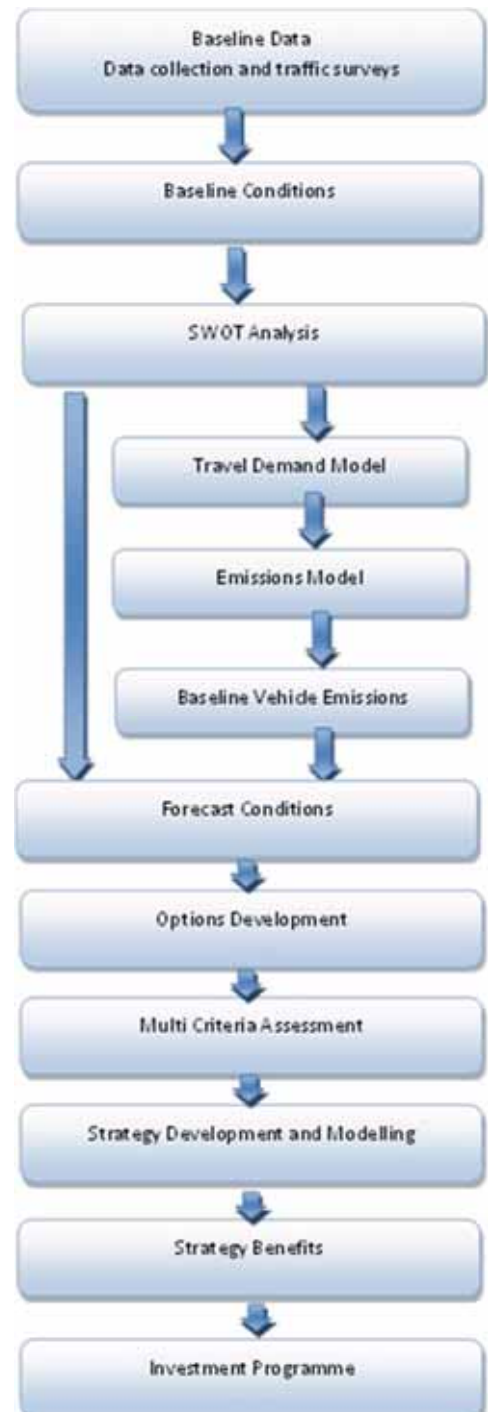 Baseline Data
Data collection and traffic surveys
Baseline Conditions
SWOT Analysis
Travel Demand Model
Emissions Model
Baseline Vehicle Emissions
Forecast Conditions
Options Development
Multi Criteria Assessment
Strategy Development and Modelling
Strategy Benefits
Investment Programme